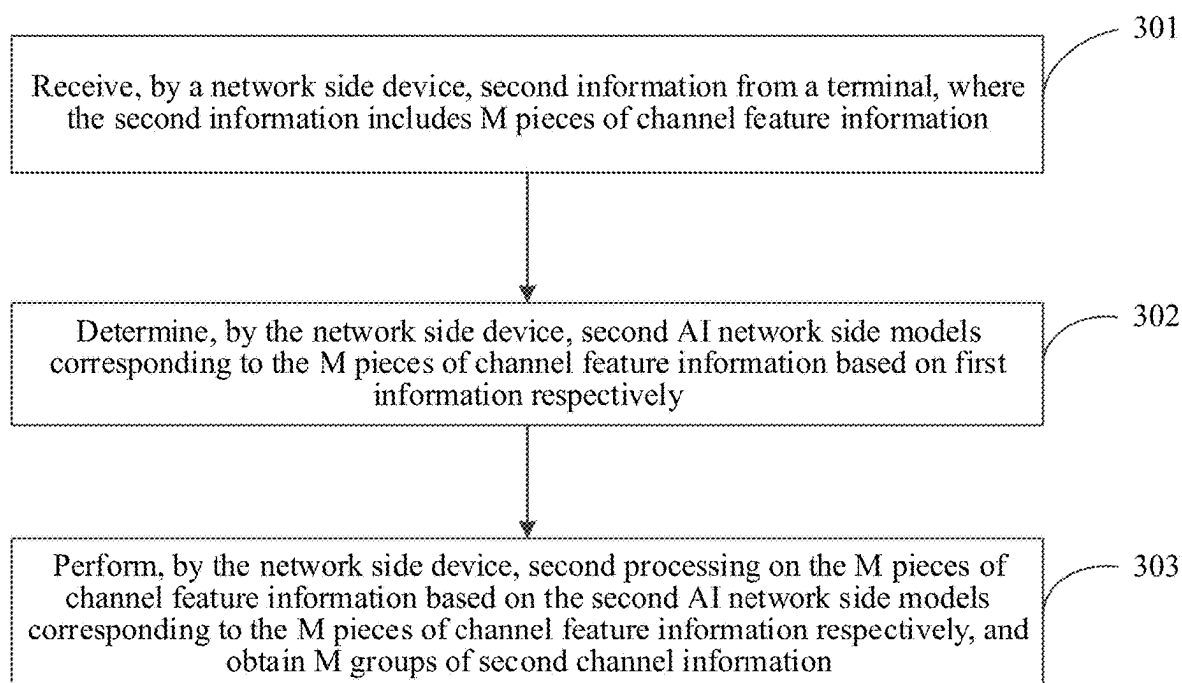 301
Receive, by a network side device, second information from a terminal, where
the second information includes M pieces of channel feature information
302
Determine, by the network side device, second AI network side models
corresponding to the M pieces of channel feature information based on first
information respectively
303
Perform, by the network side device, second processing on the M pieces of
channel feature information based on the second AI network side models
corresponding to the M pieces of channel feature information respectively, and
obtain M groups of second channel information